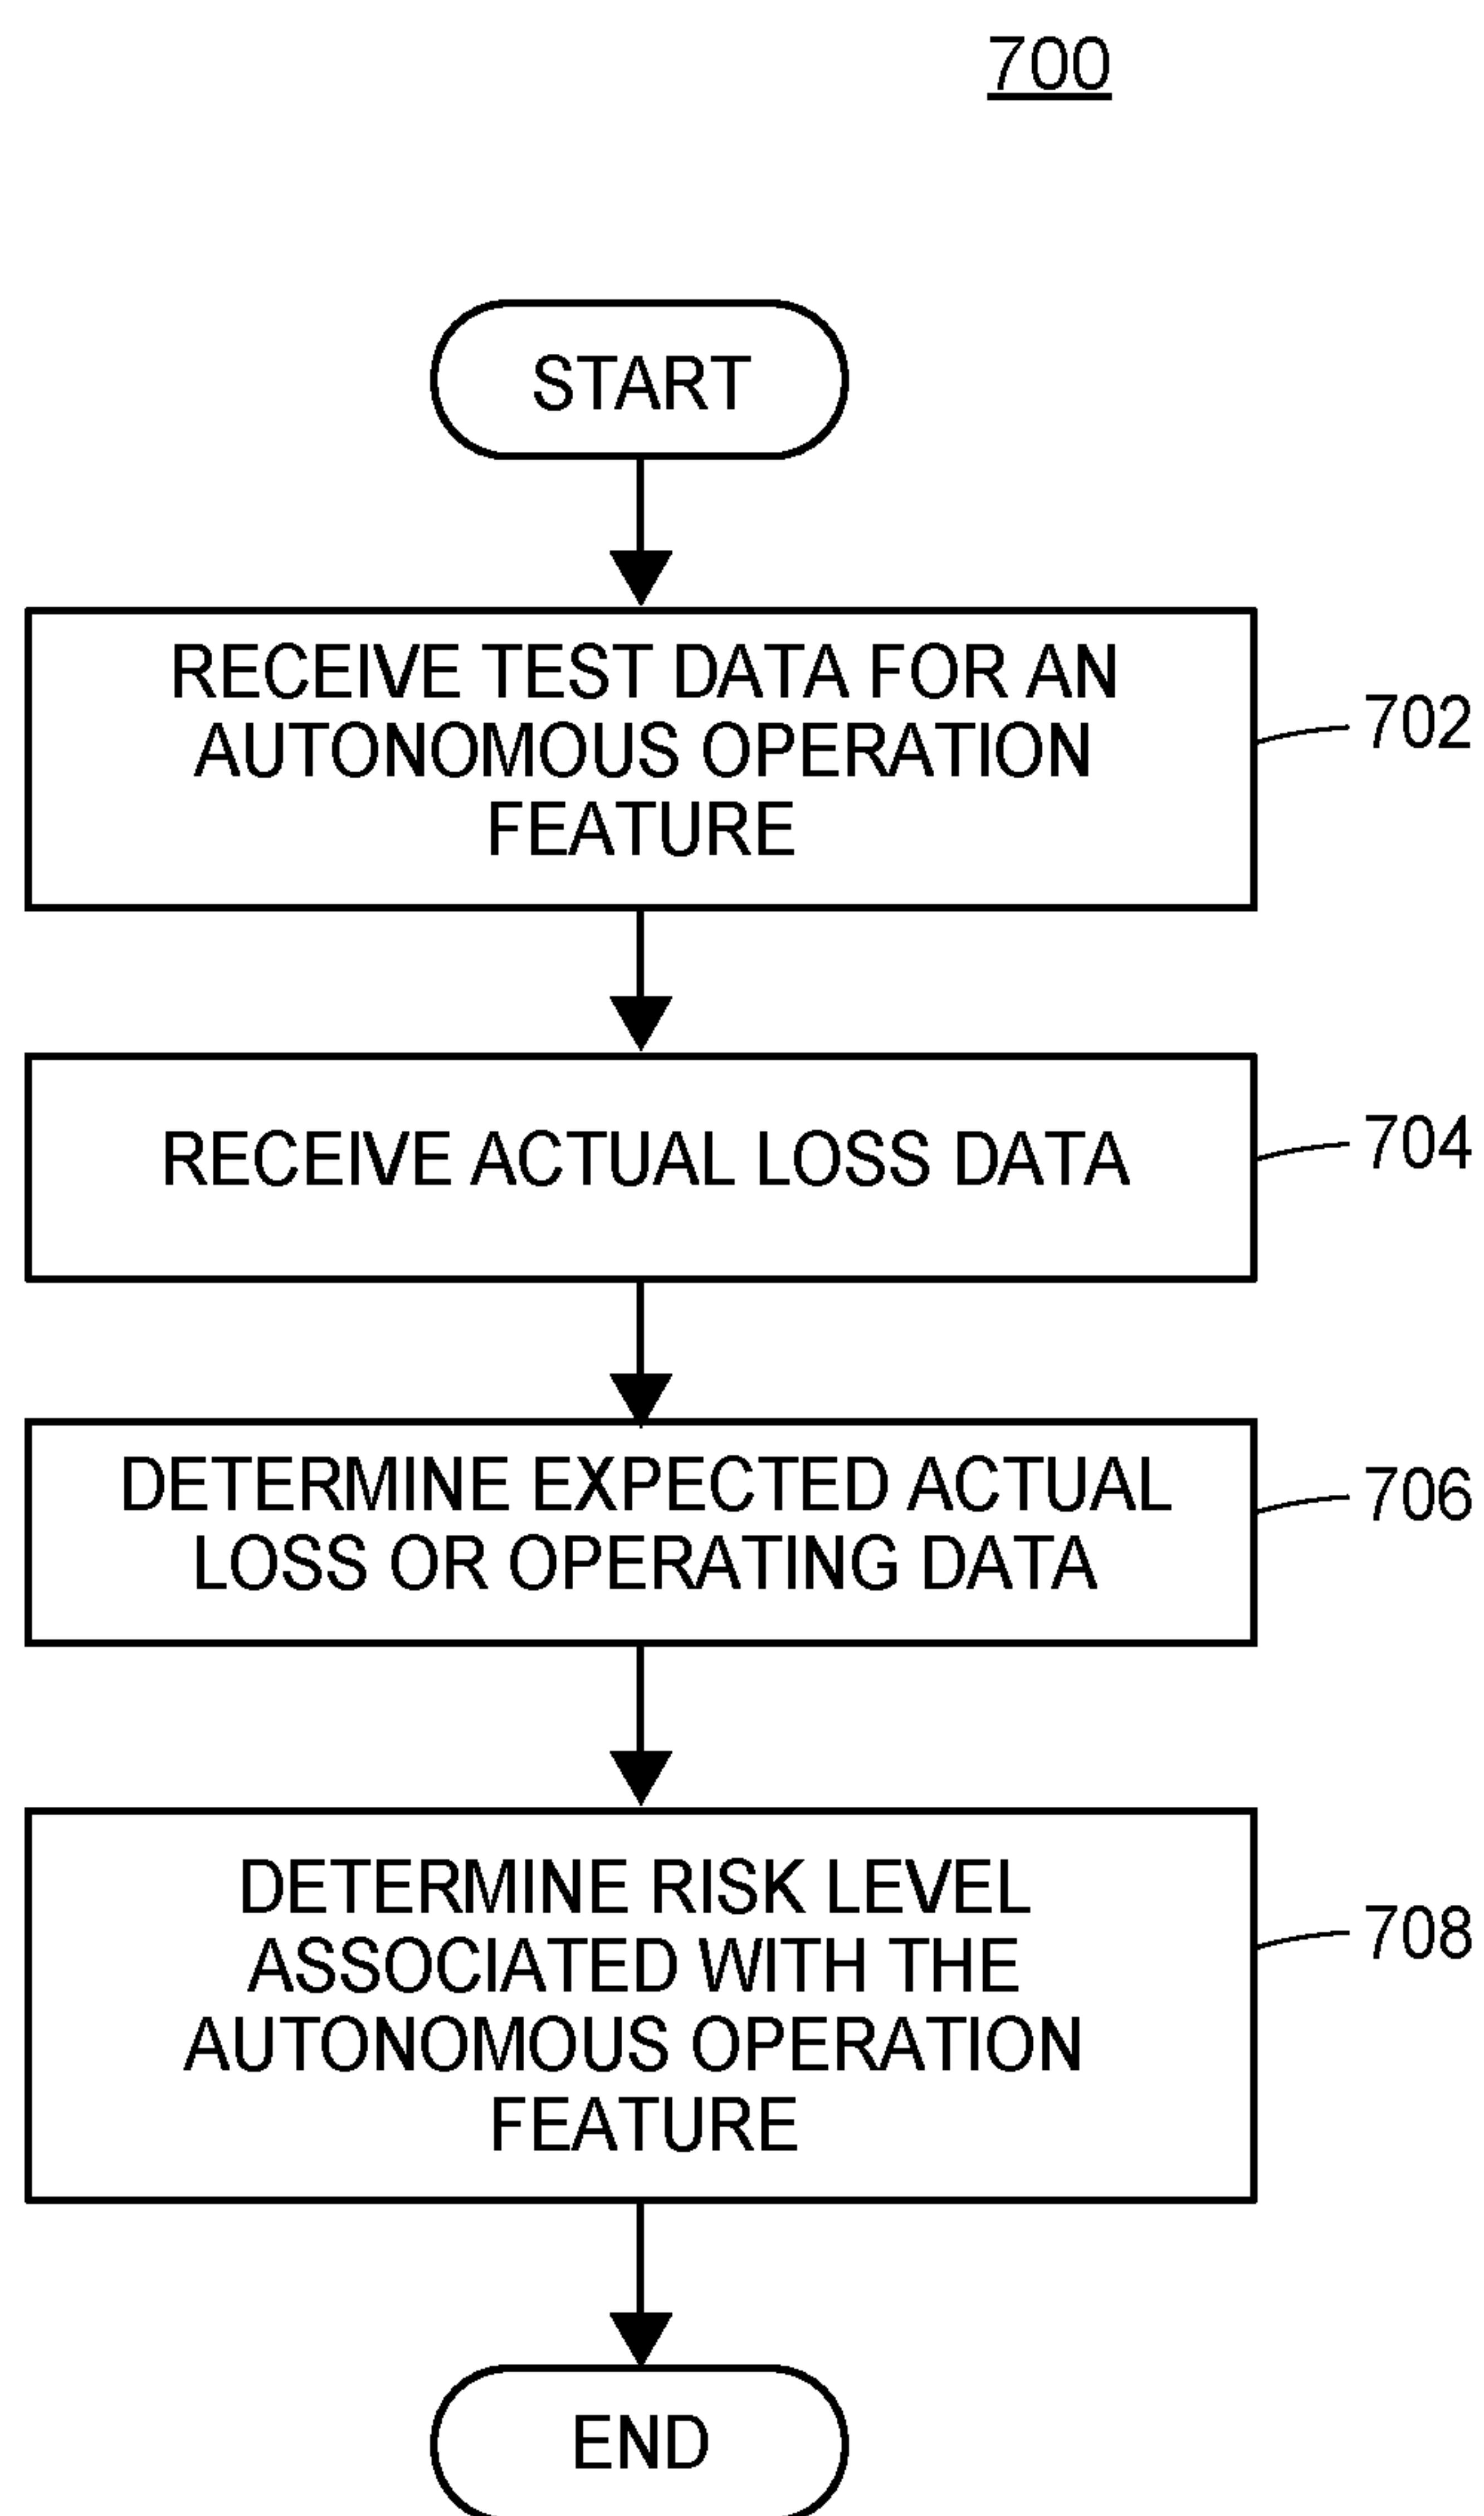 700
START
RECEIVE TEST DATA FOR AN
AUTONOMOUS OPERATION
FEATURE
702
RECEIVE ACTUAL LOSS DATA
704
DETERMINE EXPECTED ACTUAL
LOSS OR OPERATING DATA
706
DETERMINE RISK LEVEL
ASSOCIATED WITH THE
AUTONOMOUS OPERATION
FEATURE
708
END